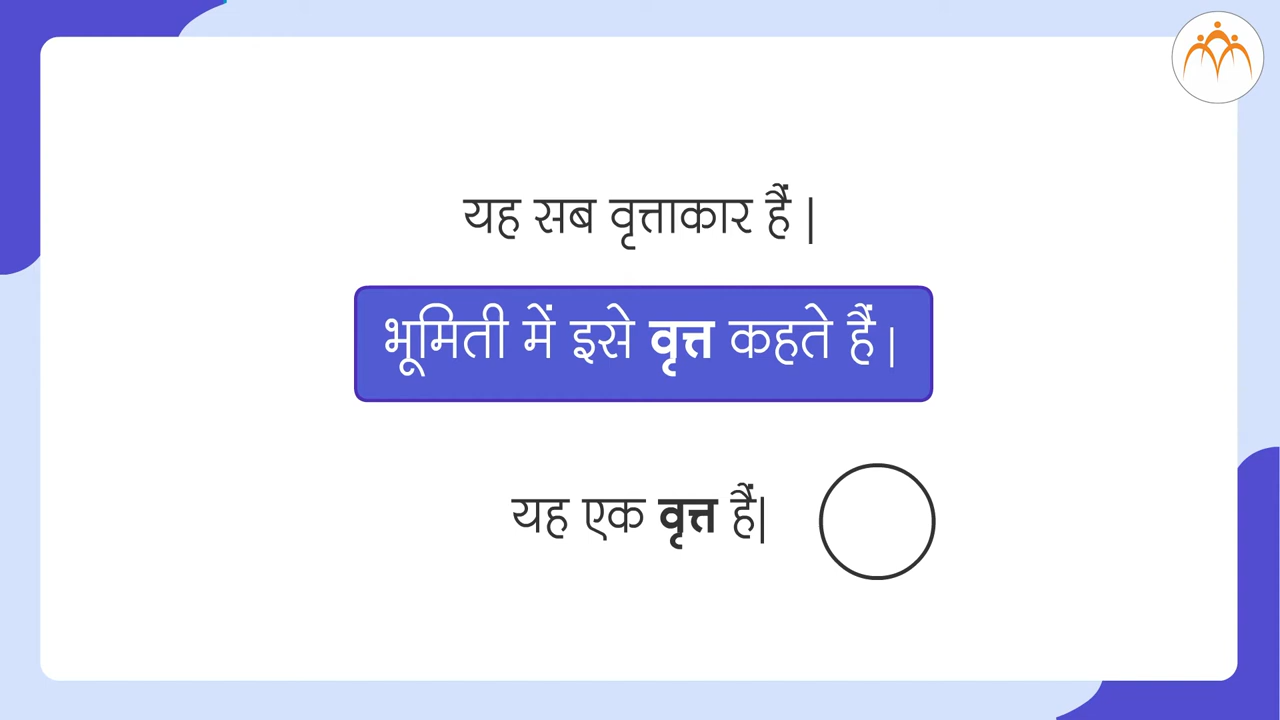 यह सब वृत्ताकार हैं |
भूमिती में इसे वृत्त कहते हैं |
यह एक वृत्त हैं|